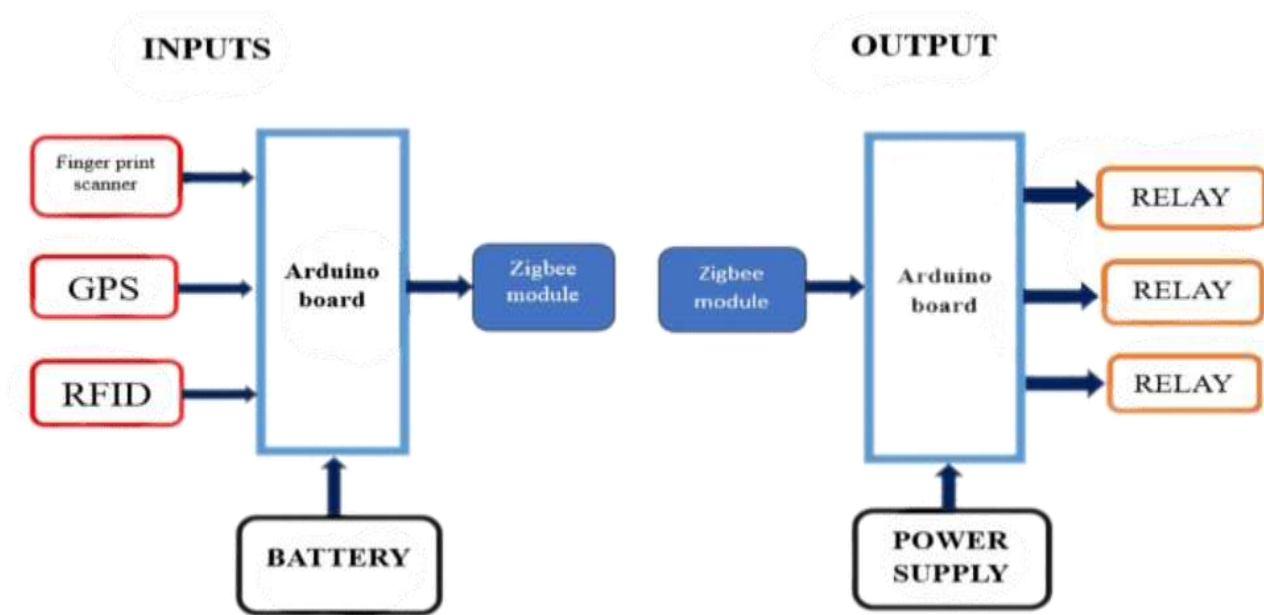 INPUTS
Finger print
scanner
GPS
RFID
Arduino
board
Zigbee
module
BATTERY
OUTPUT
Zigbee
module
Arduino
board
RELAY
RELAY
RELAY
POWER
SUPPLY